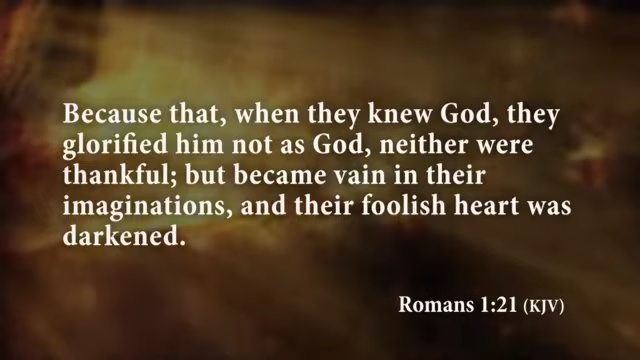 Because that, when they knew God, they
glorified him not as God, neither were
thankful; but became vain in their
imaginations, and their foolish heart was
darkened.
Romans 1:21 (KJV)